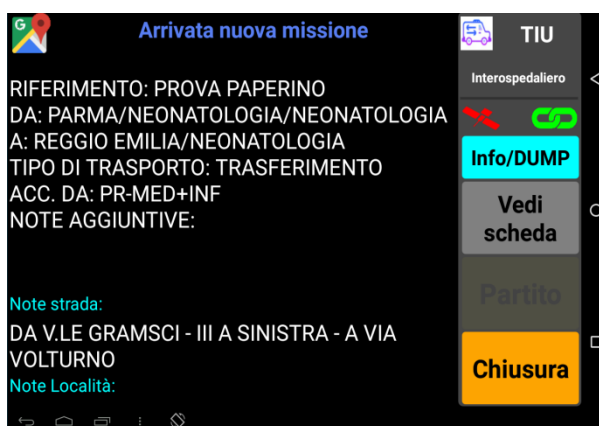 G
Arrivata nuova missione
TIU
Interospedaliero
RIFERIMENTO: PROVA PAPERINO
DA: PARMA/NEONATOLOGIA/NEONATOLOGIA
A: REGGIO EMILIA/NEONATOLOGIA
TIPO DI TRASPORTO: TRASFERIMENTO
ACC. DA: PR-MED+INF
NOTE AGGIUNTIVE:
Note strada:
DA V.LE GRAMSCI - III A SINISTRA - A VIA
VOLTURNO
Note Località:
Info/DUMP
Vedi
scheda
Partito
Chiusura